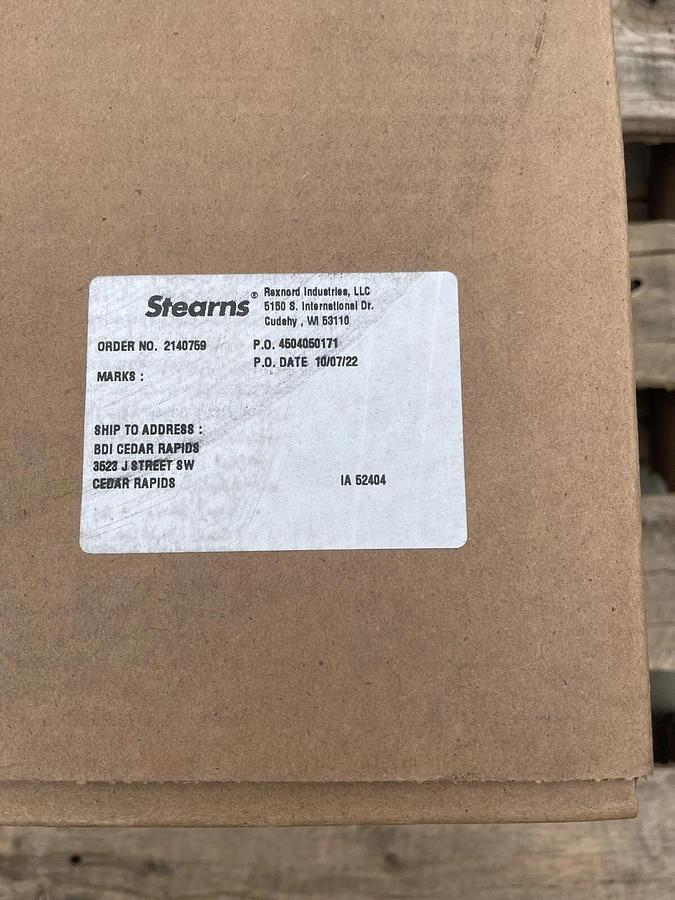 Stearns® Rexnord Industries, LLC
5150 S. International Dr.
Cudahy , WI 53110
ORDER NO. 2140759 P.O. 4504050171
P.O. DATE 10/07/22
MARKS :
SHIP TO ADDRESS :
BDI CEDAR RAPIDS
3523 J STREET SW
CEDAR RAPIDS IA 52404